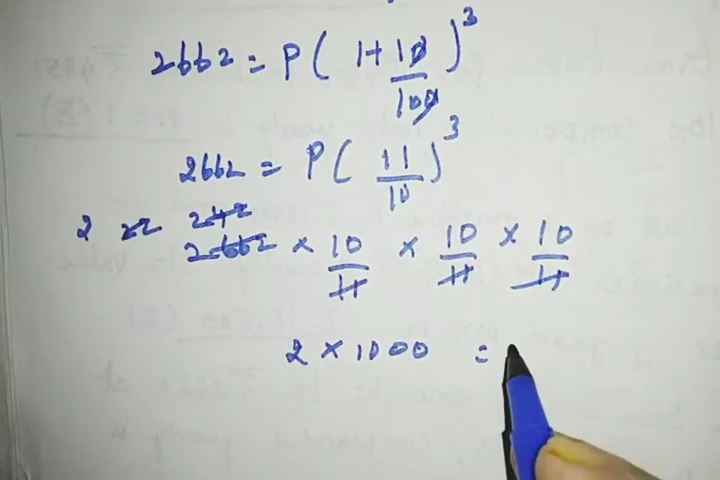 2662 = P ( 1 + 10/100 )^3
2662 = P ( 11/10 )^3
2 22 242
2662 × 10/11 × 10/11 × 10/11
2 × 1000 =